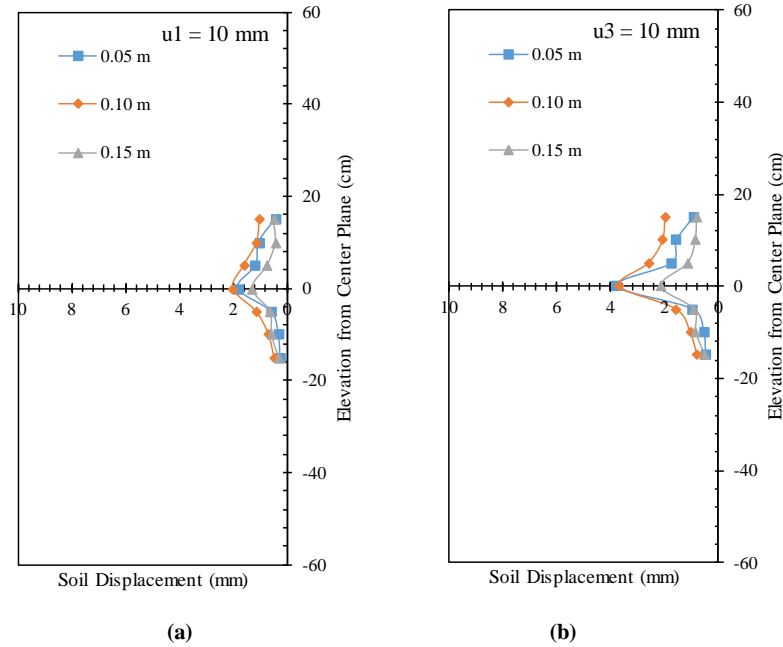 u1 = 10 mm
0.05 m
0.10 m
0.15 m
60
40
20
0
-20
-40
-60
10
8
6
4
2
0
Elevation from Center Plane (cm)
Soil Displacement (mm)
(a)
u3 = 10 mm
0.05 m
0.10 m
0.15 m
60
40
20
0
-20
-40
-60
10
8
6
4
2
0
Elevation from Center Plane (cm)
Soil Displacement (mm)
(b)